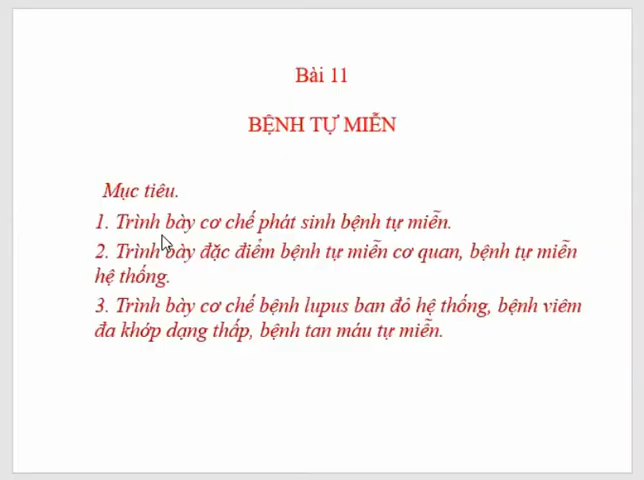 Bài 11
BỆNH TỰ MIỄN
Mục tiêu.
1. Trình bày cơ chế phát sinh bệnh tự miễn.
2. Trình bày đặc điểm bệnh tự miễn cơ quan, bệnh tự miễn
hệ thống.
3. Trình bày cơ chế bệnh lupus ban đỏ hệ thống, bệnh viêm
đa khớp dạng thấp, bệnh tan máu tự miễn.